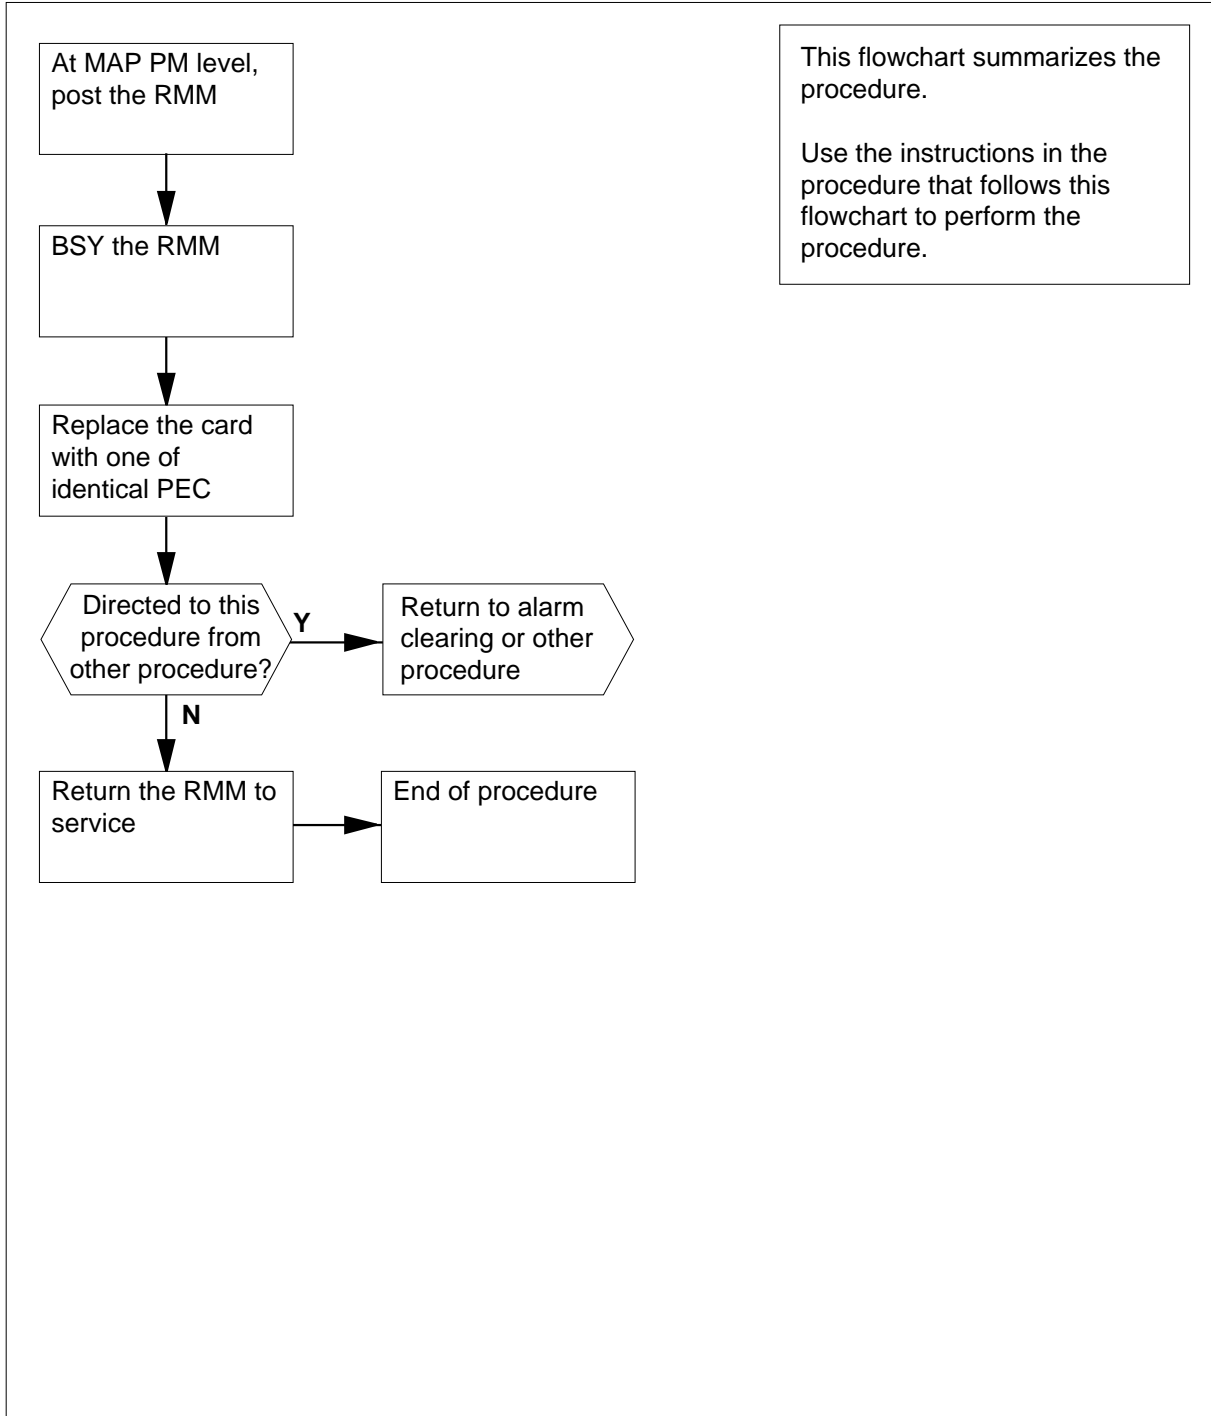 At MAP PM level,
post the RMM
This flowchart summarizes the
procedure.
Use the instructions in the
procedure that follows this
flowchart to perform the
procedure.
BSY the RMM
Replace the card
with one of
identical PEC
Directed to this
procedure from
other procedure?
Y
Return to alarm
clearing or other
procedure
N
Return the RMM to
service
End of procedure